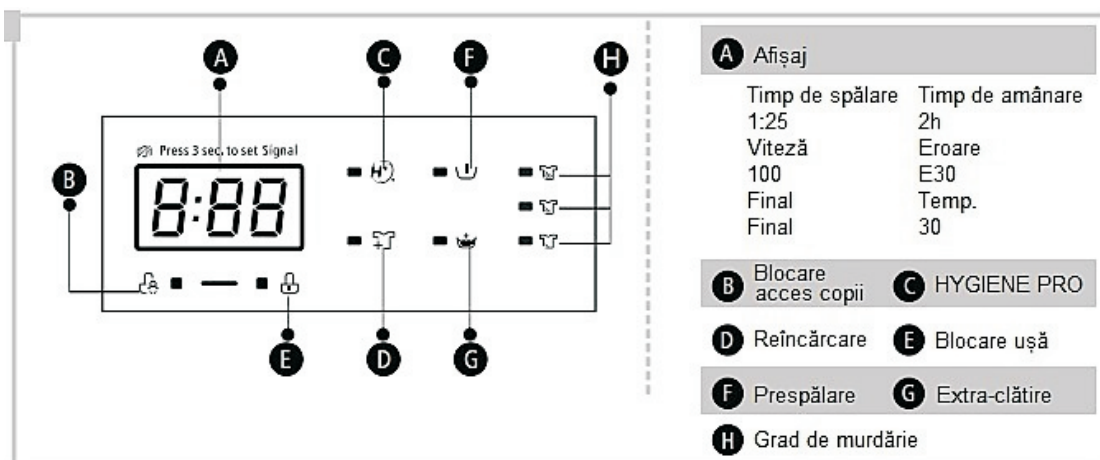 A
C
F
H
Press 3 sec. to set Signal
B
8:88
E
D
G
A Afișaj
Timp de spălare Timp de amânare
1:25 2h
Viteză Eroare
100 E30
Final Temp.
Final 30
B Blocare acces copii C HYGIENE PRO
D Reîncărcare E Blocare ușă
F Prespălare G Extra-clătire
H Grad de murdărie